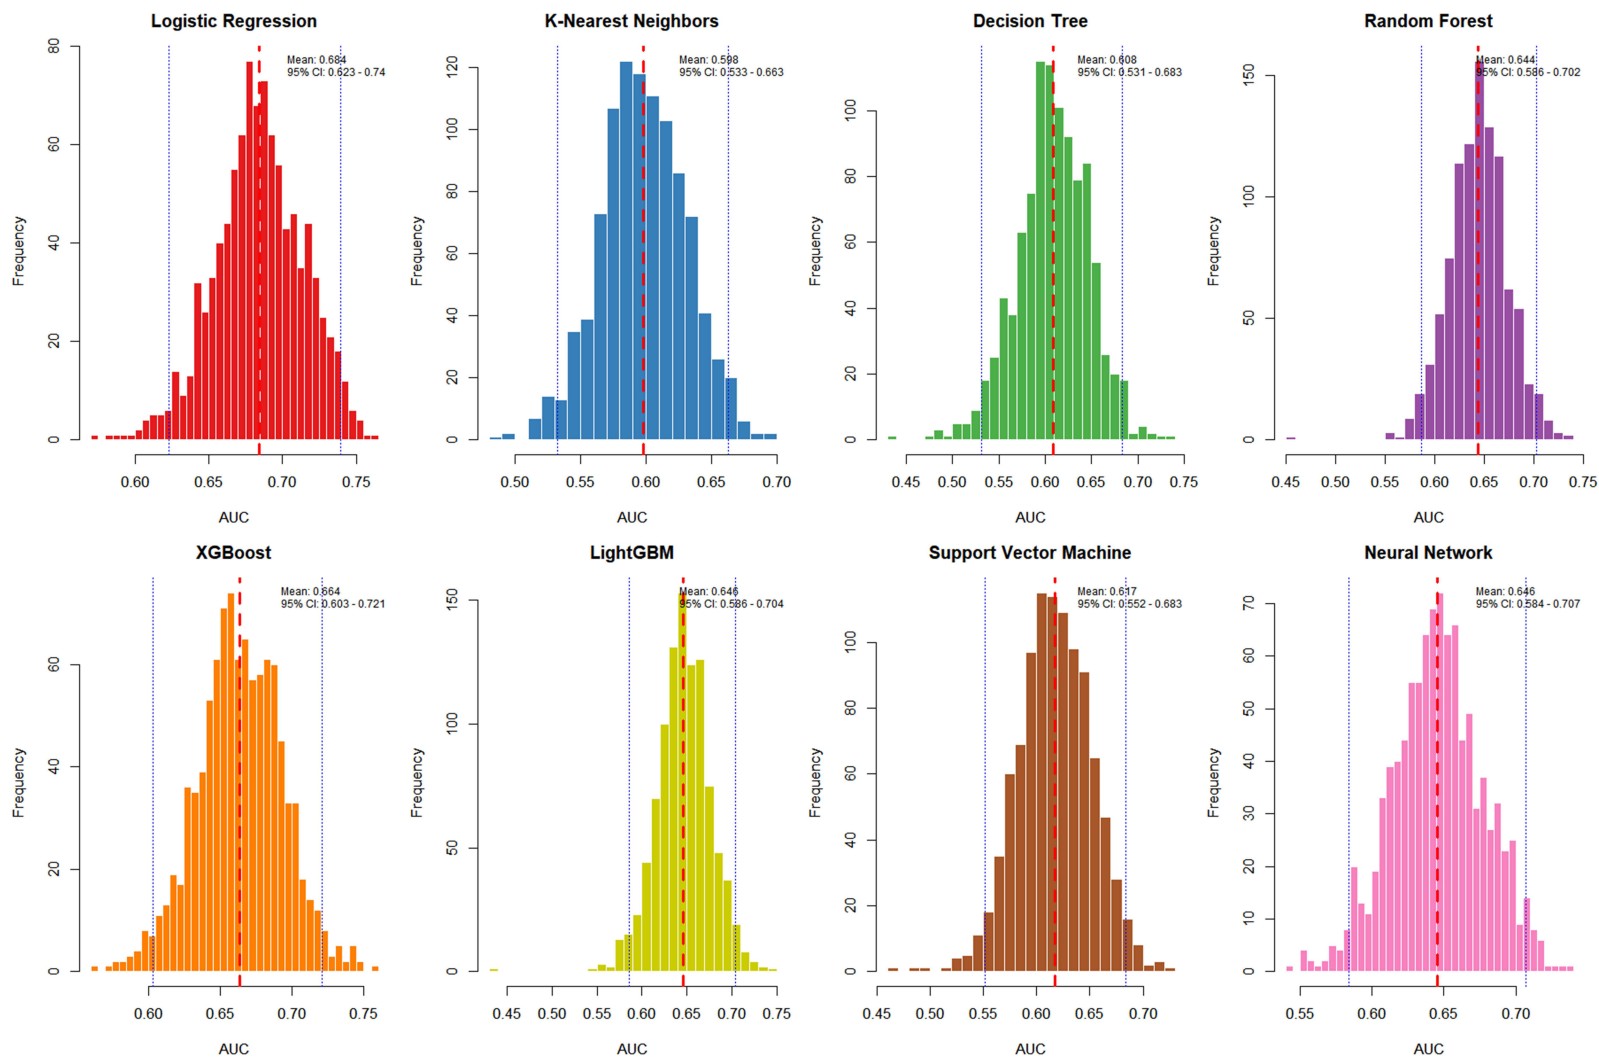 Logistic Regression
Mean: 0.684
95% CI: 0.623 - 0.74
Frequency
0
20
40
60
80
0.60 0.65 0.70 0.75
AUC
K-Nearest Neighbors
Mean: 0.598
95% CI: 0.533 - 0.663
Frequency
0
20
40
60
80
100
120
0.50 0.55 0.60 0.65 0.70
AUC
Decision Tree
Mean: 0.608
95% CI: 0.531 - 0.683
Frequency
0
20
40
60
80
100
0.45 0.50 0.55 0.60 0.65 0.70 0.75
AUC
Random Forest
Mean: 0.644
95% CI: 0.586 - 0.702
Frequency
0
50
100
150
0.45 0.50 0.55 0.60 0.65 0.70 0.75
AUC
XGBoost
Mean: 0.664
95% CI: 0.603 - 0.721
Frequency
0
20
40
60
0.60 0.65 0.70 0.75
AUC
LightGBM
Mean: 0.646
95% CI: 0.586 - 0.704
Frequency
0
50
100
150
0.45 0.50 0.55 0.60 0.65 0.70 0.75
AUC
Support Vector Machine
Mean: 0.617
95% CI: 0.552 - 0.683
Frequency
0
20
40
60
80
100
0.45 0.50 0.55 0.60 0.65 0.70
AUC
Neural Network
Mean: 0.646
95% CI: 0.584 - 0.707
Frequency
0
10
20
30
40
50
60
70
0.55 0.60 0.65 0.70
AUC